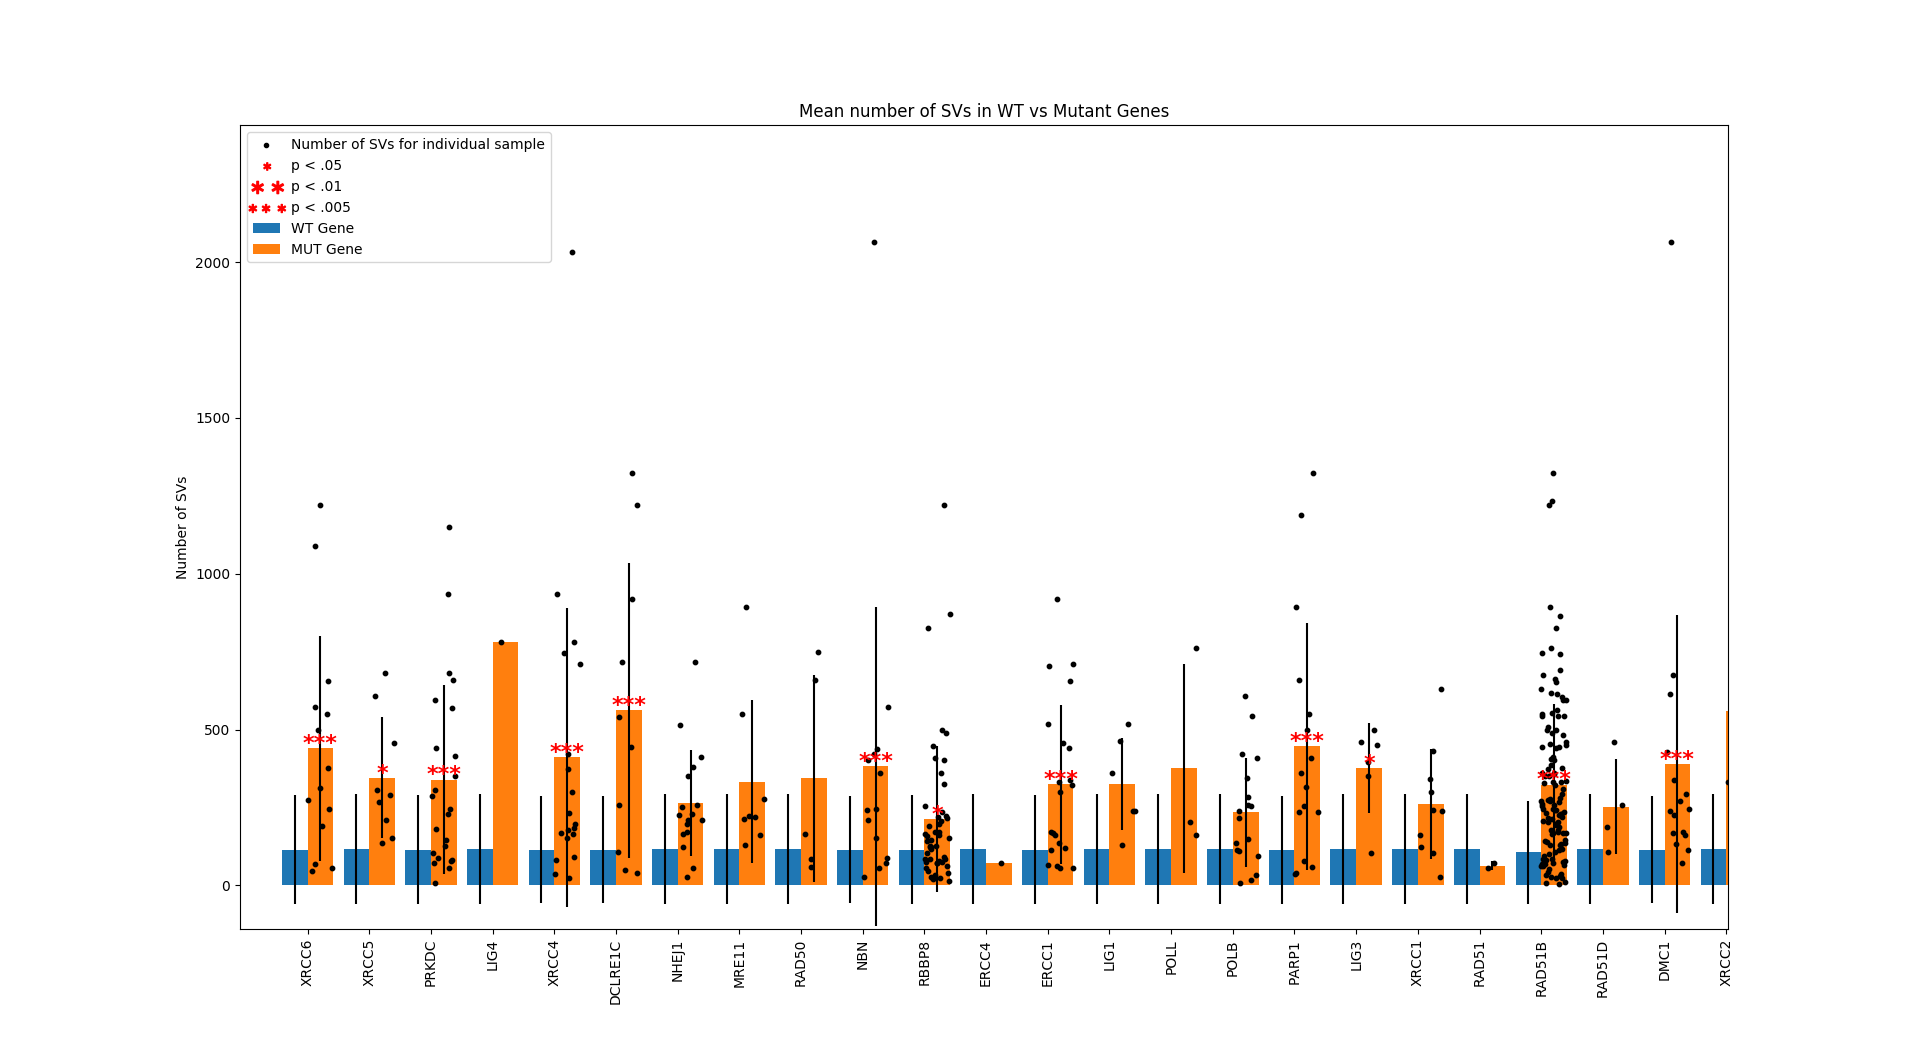 Mean number of SVs in WT vs Mutant Genes
Number of SVs for individual sample
p < .05
p < .01
p < .005
WT Gene
MUT Gene
Number of SVs
2000
1500
1000
500
0
***
*
***
***
***
***
*
***
***
*
***
***
XRCC6
XRCC5
PRKDC
LIG4
XRCC4
DCLRE1C
NHEJ1
MRE11
RAD50
NBN
RBBP8
ERCC4
ERCC1
LIG1
POLL
POLB
PARP1
LIG3
XRCC1
RAD51
RAD51B
RAD51D
DMC1
XRCC2